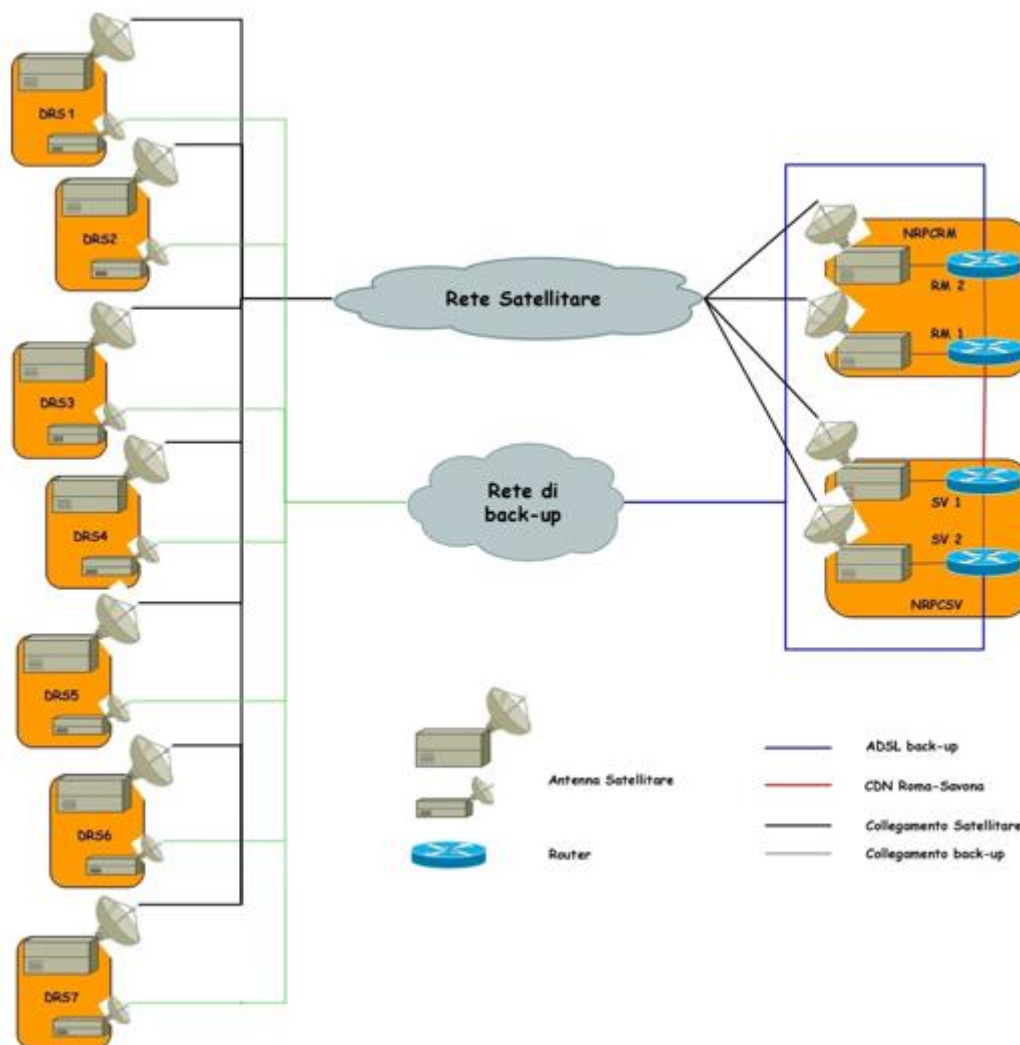 DRS1
DRS2
DRS3
DRS4
DRS5
DRS6
DRS7
Rete Satellitare
Rete di
back-up
NRPCRM
RM 2
RM 1
SV 1
SV 2
NRPCSV
Antenna Satellitare
Router
ADSL back-up
CDN Roma-Savona
Collegamento Satellitare
Collegamento back-up